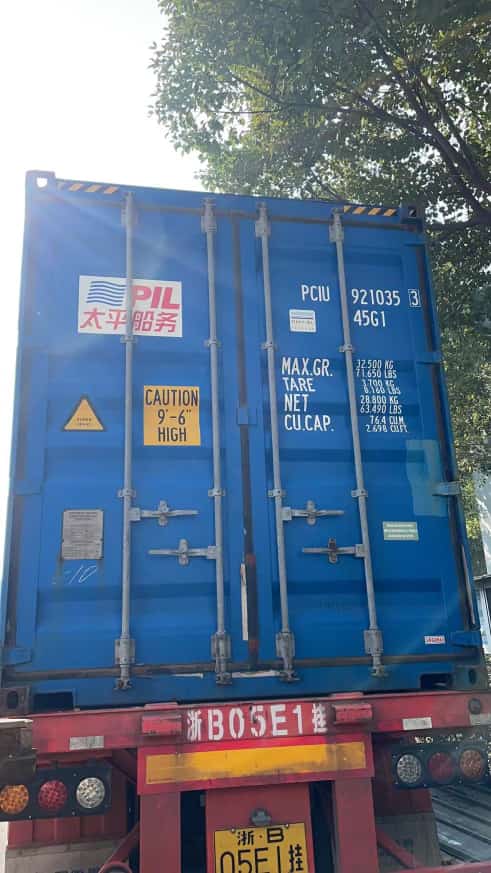 PIL
太平船务
PCIU 921035 3
45G1
CAUTION
9'-6"
HIGH
MAX.GR. 32.500 KG
71.650 LBS
TARE 3.700 KG
8.160 LBS
NET 28.800 KG
63.490 LBS
CU.CAP. 76.4 CU.M
2.698 CU.FT
5-10
浙B05E1挂
浙·B
05E1挂